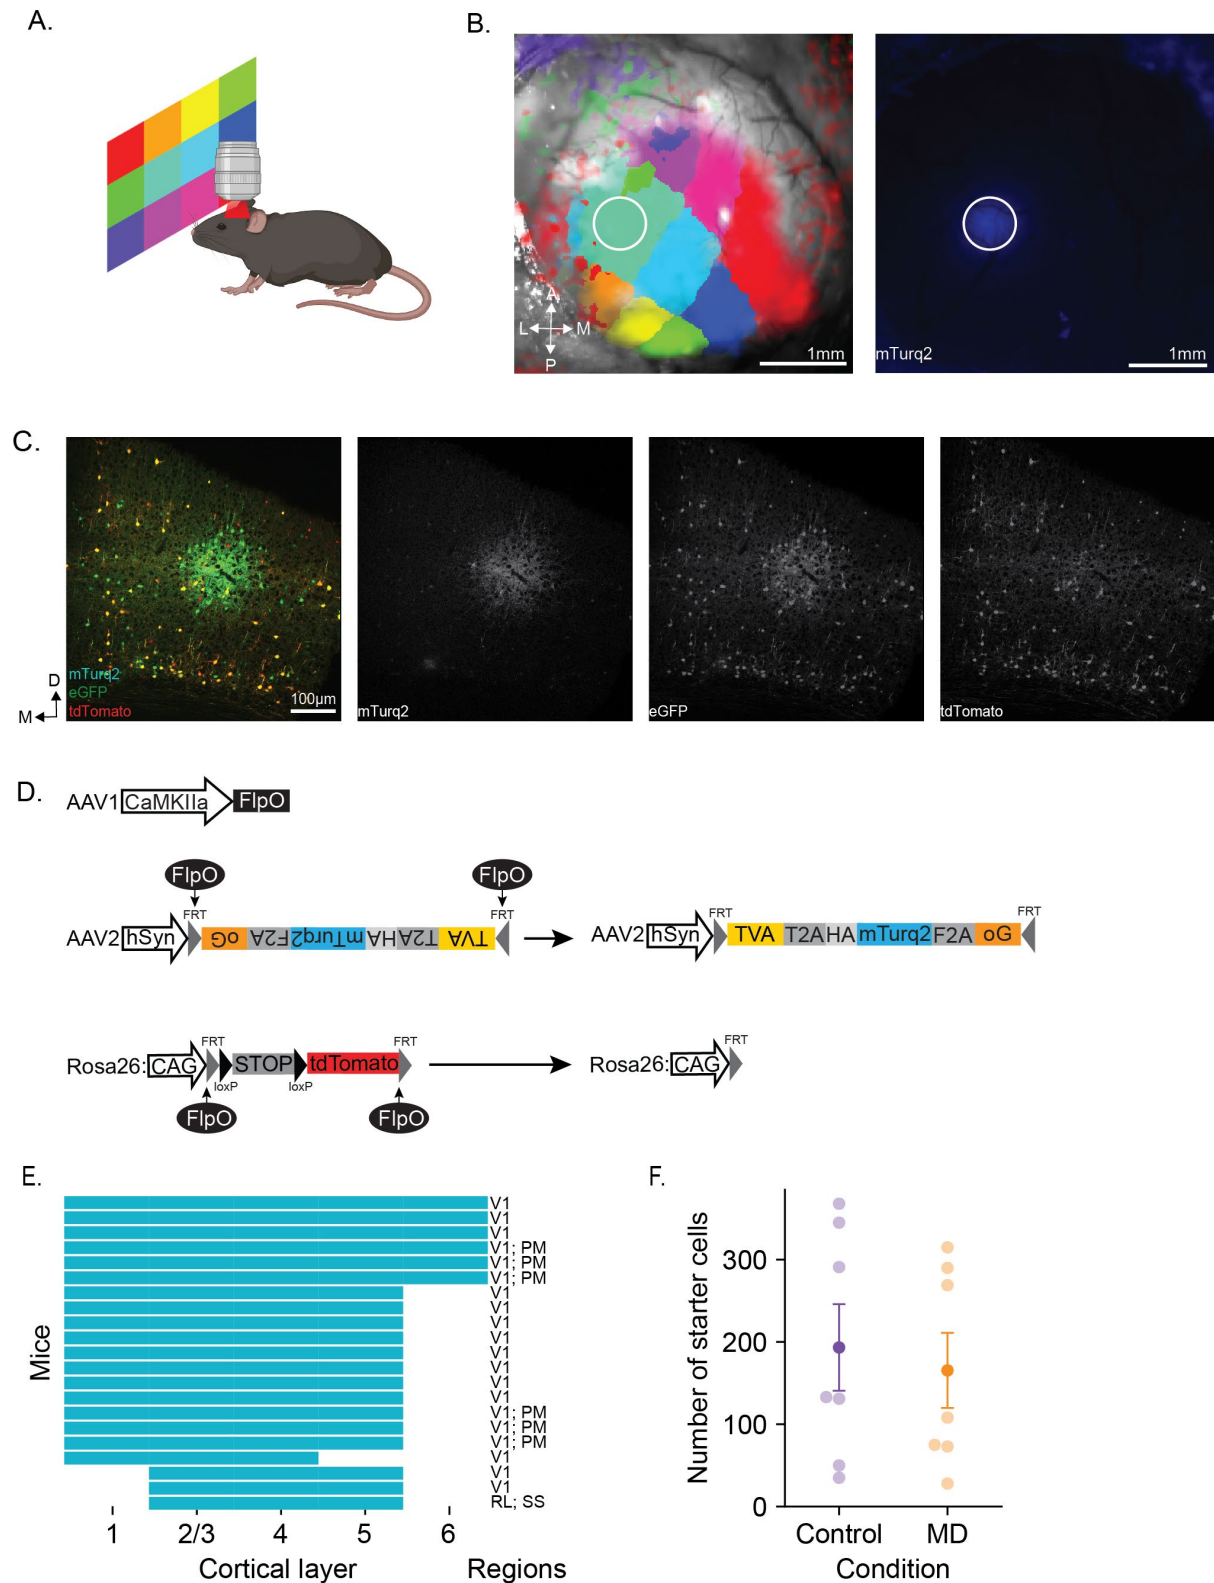 A.
B.
A
L M
P
1mm
mTurq2
1mm
C.
mTurq2
eGFP
tdTomato
D
M
100µm
mTurq2
eGFP
tdTomato
D.
AAV1 CaMKIIa FlpO
FlpO FlpO
FRT FRT FRT FRT
AAV2 hSyn oG F2A mTurq2 HA T2A TVA
AAV2 hSyn TVA T2A HA mTurq2 F2A oG
FRT FRT FRT
Rosa26: CAG STOP tdTomato
Rosa26: CAG
loxP loxP
FlpO FlpO
E.
Mice
V1
V1
V1
V1; PM
V1; PM
V1; PM
V1
V1
V1
V1
V1
V1
V1
V1
V1; PM
V1; PM
V1; PM
V1
V1
V1
RL; SS
1 2/3 4 5 6
Cortical layer Regions
F.
Number of starter cells
300
200
100
0
Control MD
Condition